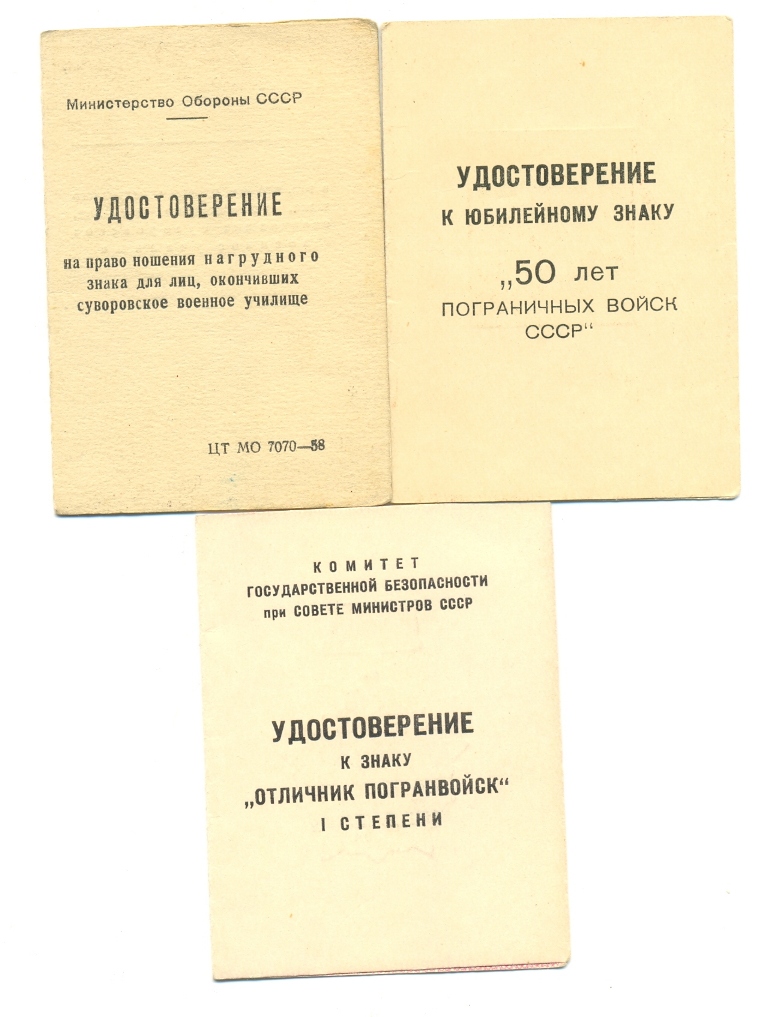 Министерство Обороны СССР
УДОСТОВЕРЕНИЕ
на право ношения нагрудного
знака для лиц, окончивших
суворовское военное училище
ЦТ МО 7070—58
УДОСТОВЕРЕНИЕ
К ЮБИЛЕЙНОМУ ЗНАКУ
„50 лет
ПОГРАНИЧНЫХ ВОЙСК
СССР“
КОМИТЕТ
ГОСУДАРСТВЕННОЙ БЕЗОПАСНОСТИ
при СОВЕТЕ МИНИСТРОВ СССР
УДОСТОВЕРЕНИЕ
К ЗНАКУ
„ОТЛИЧНИК ПОГРАНВОЙСК“
I СТЕПЕНИ